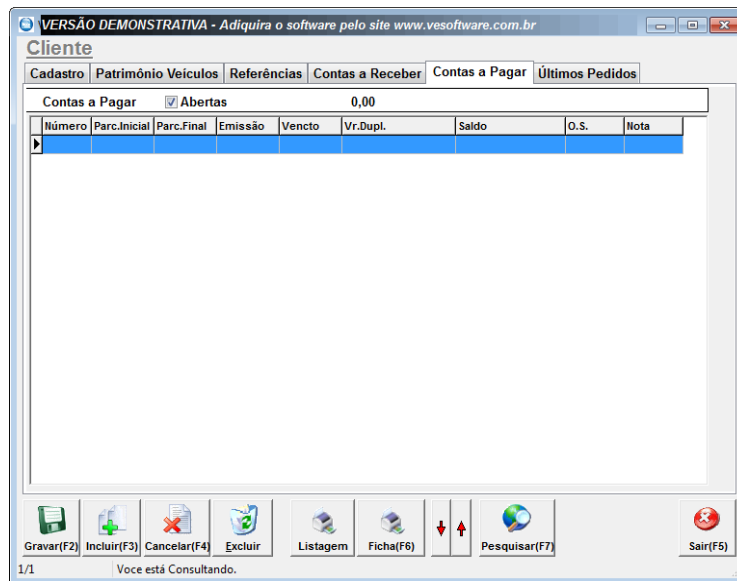 VERSÃO DEMONSTRATIVA - Adiquira o software pelo site www.vesoftware.com.br
Cliente
Cadastro Patrimônio Veículos Referências Contas a Receber Contas a Pagar Últimos Pedidos
Contas a Pagar Abertas 0,00
Número Parc.Inicial Parc.Final Emissão Vencto Vr.Dupl. Saldo O.S. Nota
Gravar(F2) Incluir(F3) Cancelar(F4) Excluir Listagem Ficha(F6) Pesquisar(F7) Sair(F5)
1/1 Voce está Consultando.